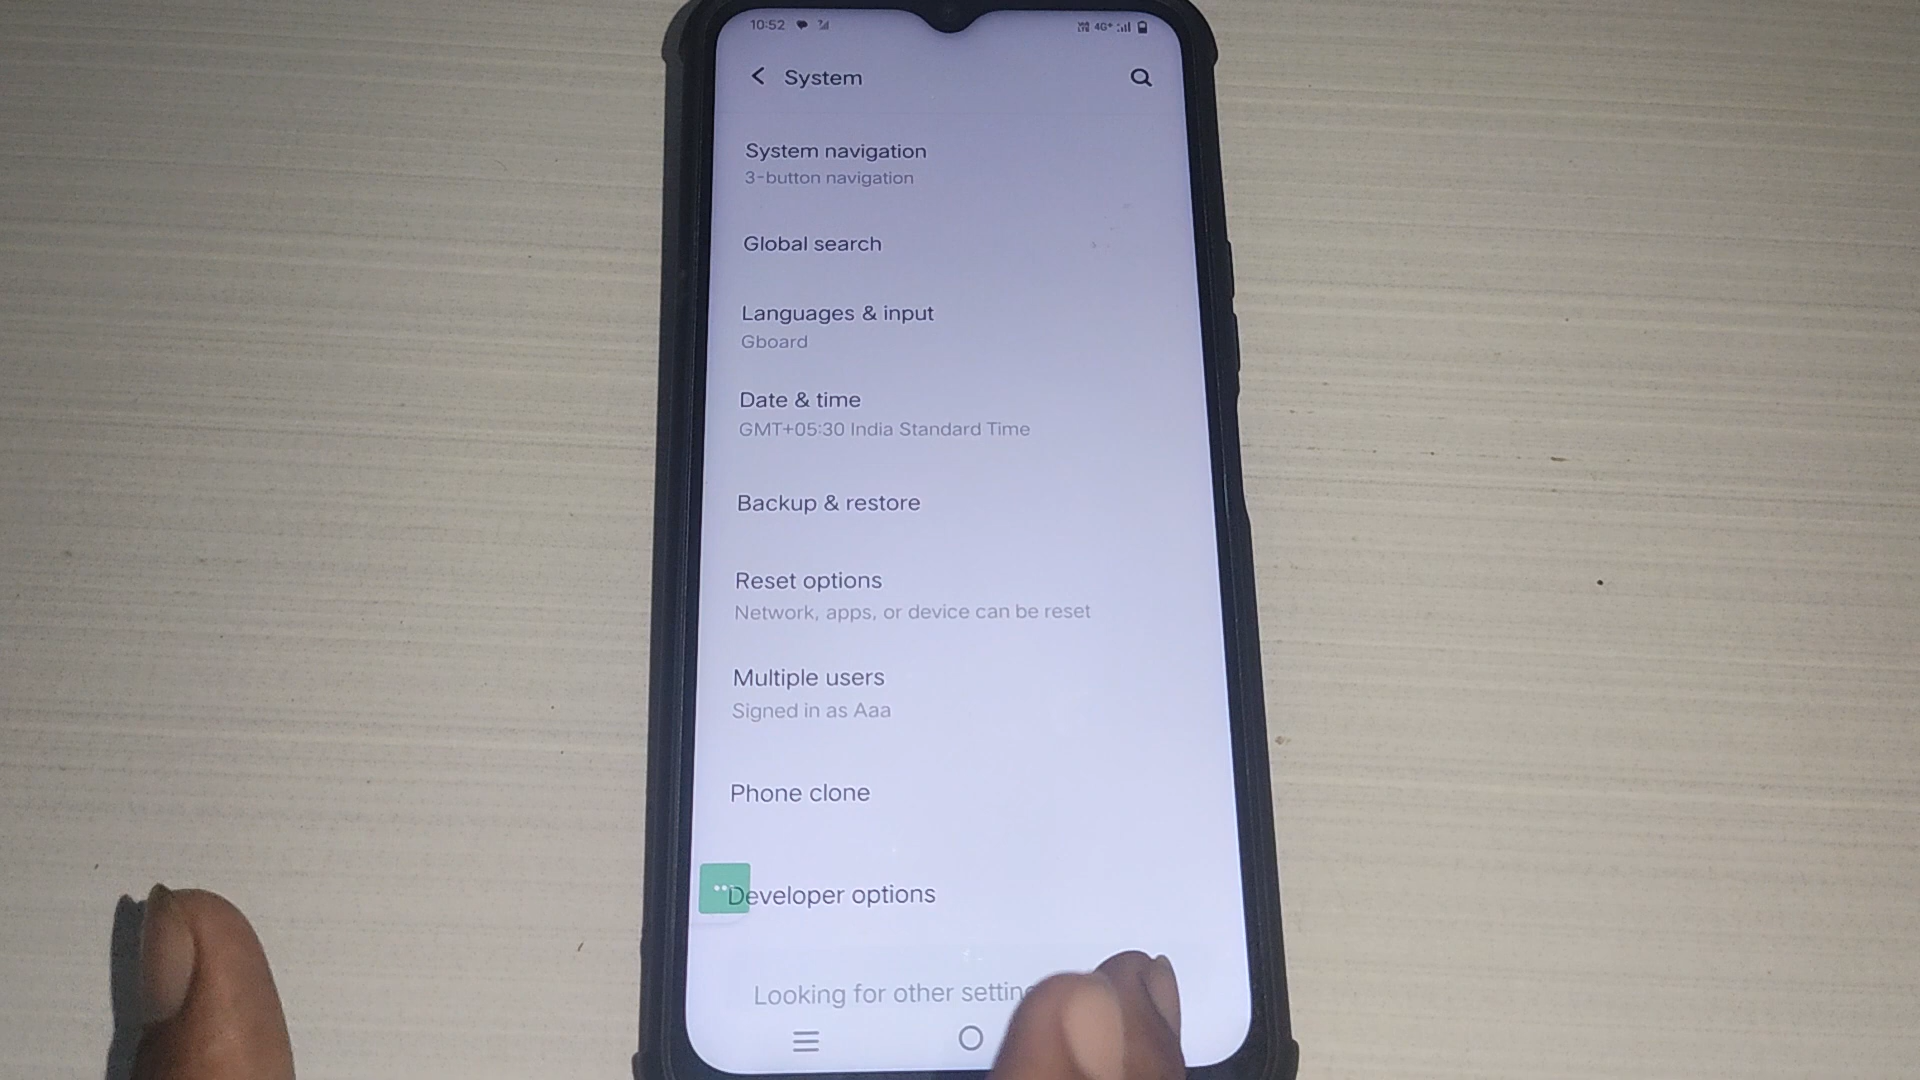 10:52
4G+
System
System navigation
3-button navigation
Global search
Languages & input
Gboard
Date & time
GMT+05:30 India Standard Time
Backup & restore
Reset options
Network, apps, or device can be reset
Multiple users
Signed in as Aaa
Phone clone
Developer options
Looking for other